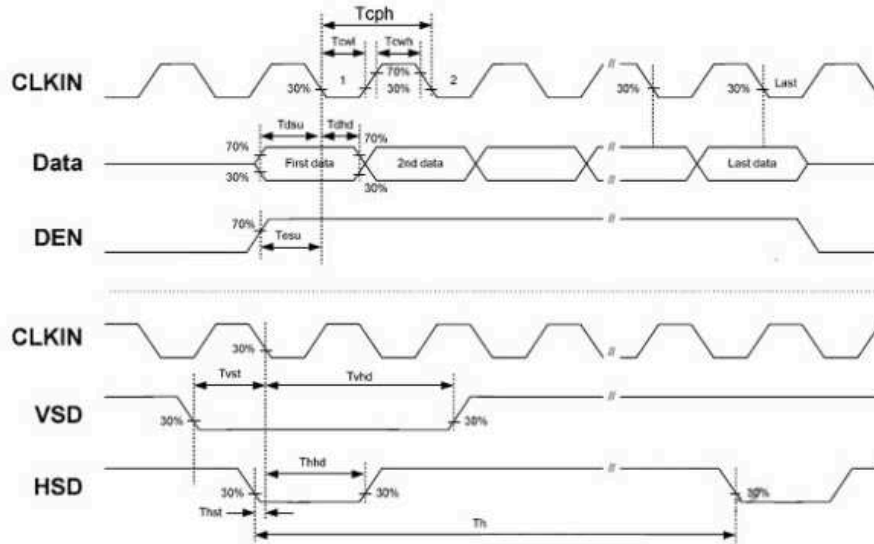 Tcph
Tcwl Tcwh
CLKIN 30% 1 70% 30% 2 30% 30% Last
Tdsu Tdhd
70% 70%
Data First data 2nd data Last data
30% 30%
70%
DEN Tesu
CLKIN 30%
Tvst Tvhd
VSD 30% 38%
Thhd
HSD 30% 30% 30%
Thst
Th